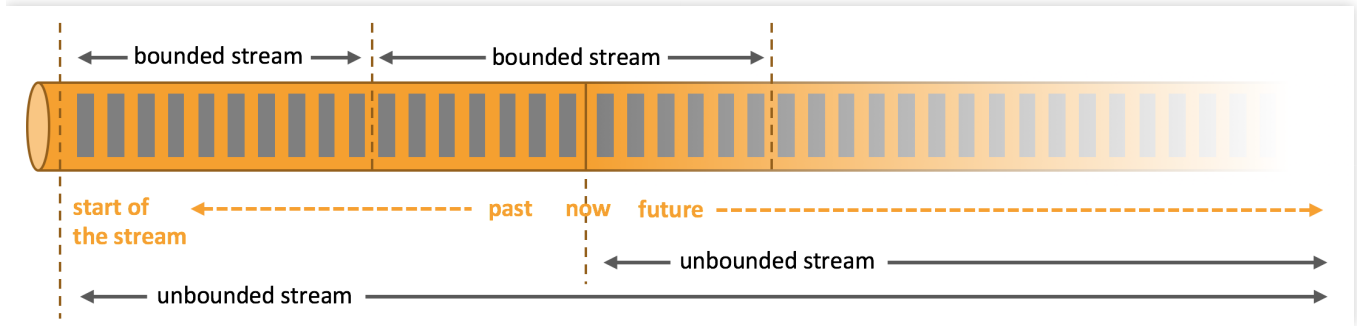 bounded stream
bounded stream
start of
the stream
past
now
future
unbounded stream
unbounded stream